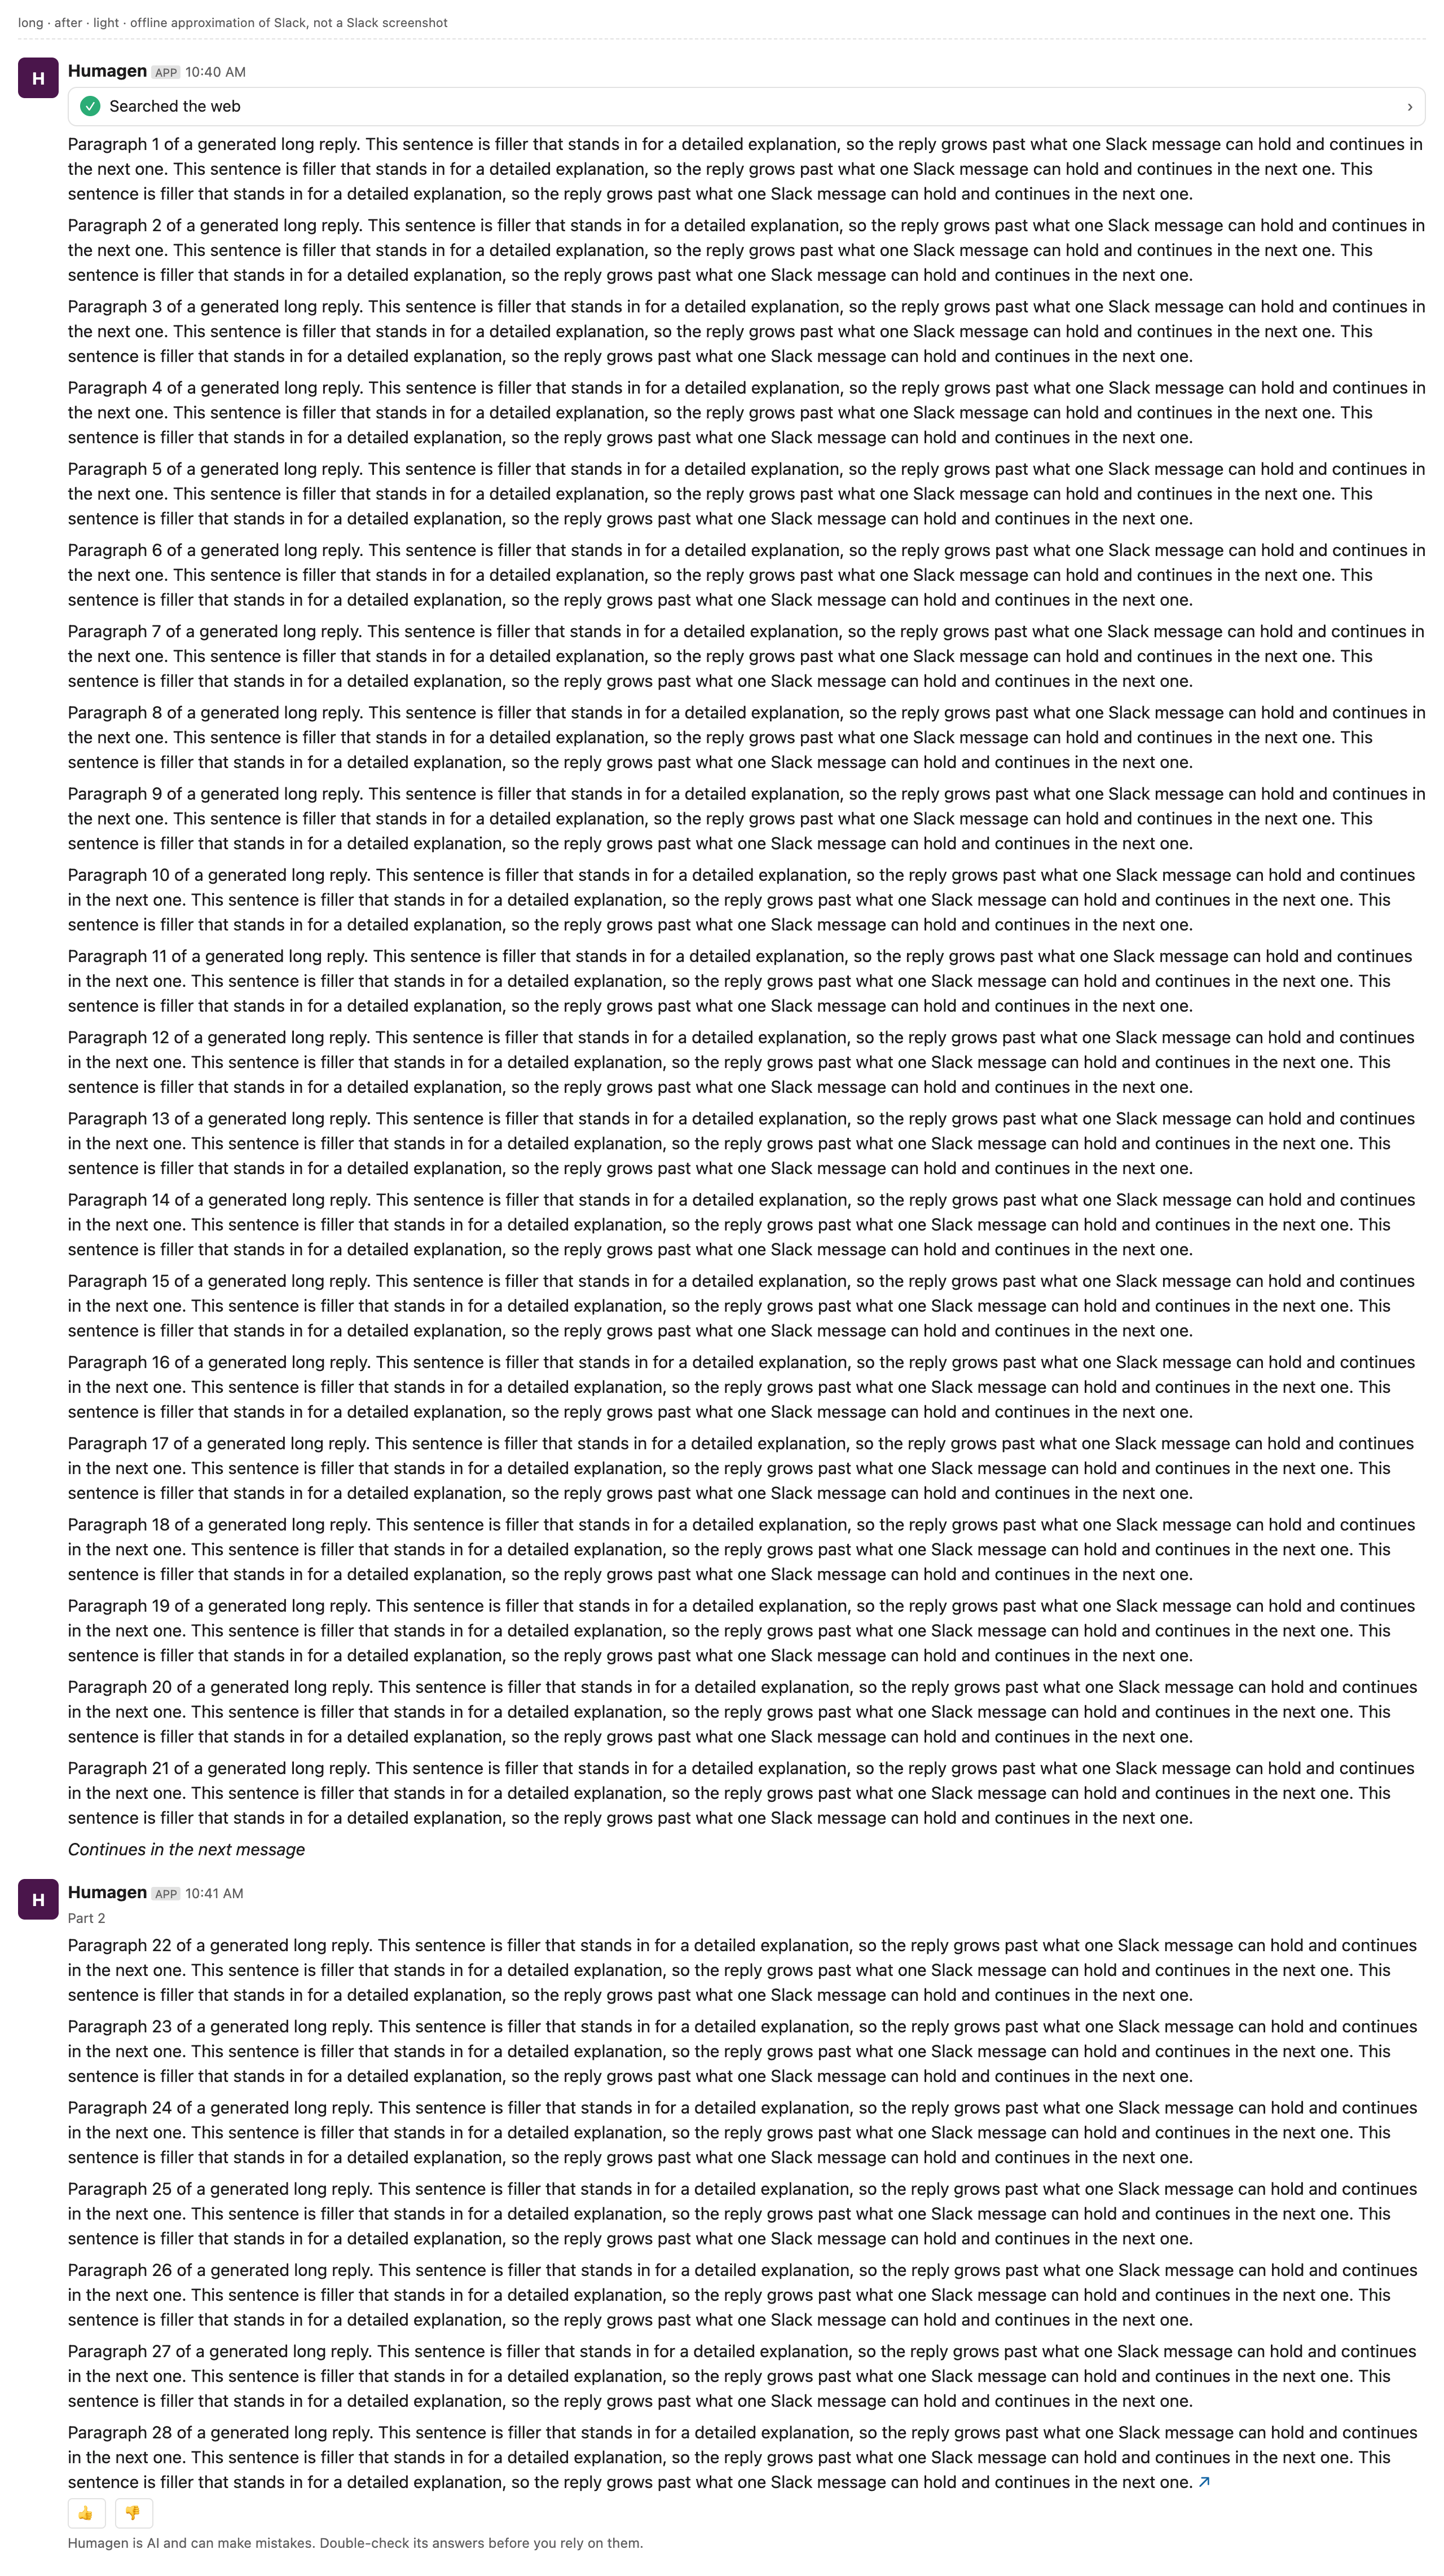 long · after · light · offline approximation of Slack, not a Slack screenshot
H
Humagen APP 10:40 AM
Searched the web
Paragraph 1 of a generated long reply. This sentence is filler that stands in for a detailed explanation, so the reply grows past what one Slack message can hold and continues in
the next one. This sentence is filler that stands in for a detailed explanation, so the reply grows past what one Slack message can hold and continues in the next one. This
sentence is filler that stands in for a detailed explanation, so the reply grows past what one Slack message can hold and continues in the next one.
Paragraph 2 of a generated long reply. This sentence is filler that stands in for a detailed explanation, so the reply grows past what one Slack message can hold and continues in
the next one. This sentence is filler that stands in for a detailed explanation, so the reply grows past what one Slack message can hold and continues in the next one. This
sentence is filler that stands in for a detailed explanation, so the reply grows past what one Slack message can hold and continues in the next one.
Paragraph 3 of a generated long reply. This sentence is filler that stands in for a detailed explanation, so the reply grows past what one Slack message can hold and continues in
the next one. This sentence is filler that stands in for a detailed explanation, so the reply grows past what one Slack message can hold and continues in the next one. This
sentence is filler that stands in for a detailed explanation, so the reply grows past what one Slack message can hold and continues in the next one.
Paragraph 4 of a generated long reply. This sentence is filler that stands in for a detailed explanation, so the reply grows past what one Slack message can hold and continues in
the next one. This sentence is filler that stands in for a detailed explanation, so the reply grows past what one Slack message can hold and continues in the next one. This
sentence is filler that stands in for a detailed explanation, so the reply grows past what one Slack message can hold and continues in the next one.
Paragraph 5 of a generated long reply. This sentence is filler that stands in for a detailed explanation, so the reply grows past what one Slack message can hold and continues in
the next one. This sentence is filler that stands in for a detailed explanation, so the reply grows past what one Slack message can hold and continues in the next one. This
sentence is filler that stands in for a detailed explanation, so the reply grows past what one Slack message can hold and continues in the next one.
Paragraph 6 of a generated long reply. This sentence is filler that stands in for a detailed explanation, so the reply grows past what one Slack message can hold and continues in
the next one. This sentence is filler that stands in for a detailed explanation, so the reply grows past what one Slack message can hold and continues in the next one. This
sentence is filler that stands in for a detailed explanation, so the reply grows past what one Slack message can hold and continues in the next one.
Paragraph 7 of a generated long reply. This sentence is filler that stands in for a detailed explanation, so the reply grows past what one Slack message can hold and continues in
the next one. This sentence is filler that stands in for a detailed explanation, so the reply grows past what one Slack message can hold and continues in the next one. This
sentence is filler that stands in for a detailed explanation, so the reply grows past what one Slack message can hold and continues in the next one.
Paragraph 8 of a generated long reply. This sentence is filler that stands in for a detailed explanation, so the reply grows past what one Slack message can hold and continues in
the next one. This sentence is filler that stands in for a detailed explanation, so the reply grows past what one Slack message can hold and continues in the next one. This
sentence is filler that stands in for a detailed explanation, so the reply grows past what one Slack message can hold and continues in the next one.
Paragraph 9 of a generated long reply. This sentence is filler that stands in for a detailed explanation, so the reply grows past what one Slack message can hold and continues in
the next one. This sentence is filler that stands in for a detailed explanation, so the reply grows past what one Slack message can hold and continues in the next one. This
sentence is filler that stands in for a detailed explanation, so the reply grows past what one Slack message can hold and continues in the next one.
Paragraph 10 of a generated long reply. This sentence is filler that stands in for a detailed explanation, so the reply grows past what one Slack message can hold and continues
in the next one. This sentence is filler that stands in for a detailed explanation, so the reply grows past what one Slack message can hold and continues in the next one. This
sentence is filler that stands in for a detailed explanation, so the reply grows past what one Slack message can hold and continues in the next one.
Paragraph 11 of a generated long reply. This sentence is filler that stands in for a detailed explanation, so the reply grows past what one Slack message can hold and continues
in the next one. This sentence is filler that stands in for a detailed explanation, so the reply grows past what one Slack message can hold and continues in the next one. This
sentence is filler that stands in for a detailed explanation, so the reply grows past what one Slack message can hold and continues in the next one.
Paragraph 12 of a generated long reply. This sentence is filler that stands in for a detailed explanation, so the reply grows past what one Slack message can hold and continues
in the next one. This sentence is filler that stands in for a detailed explanation, so the reply grows past what one Slack message can hold and continues in the next one. This
sentence is filler that stands in for a detailed explanation, so the reply grows past what one Slack message can hold and continues in the next one.
Paragraph 13 of a generated long reply. This sentence is filler that stands in for a detailed explanation, so the reply grows past what one Slack message can hold and continues
in the next one. This sentence is filler that stands in for a detailed explanation, so the reply grows past what one Slack message can hold and continues in the next one. This
sentence is filler that stands in for a detailed explanation, so the reply grows past what one Slack message can hold and continues in the next one.
Paragraph 14 of a generated long reply. This sentence is filler that stands in for a detailed explanation, so the reply grows past what one Slack message can hold and continues
in the next one. This sentence is filler that stands in for a detailed explanation, so the reply grows past what one Slack message can hold and continues in the next one. This
sentence is filler that stands in for a detailed explanation, so the reply grows past what one Slack message can hold and continues in the next one.
Paragraph 15 of a generated long reply. This sentence is filler that stands in for a detailed explanation, so the reply grows past what one Slack message can hold and continues
in the next one. This sentence is filler that stands in for a detailed explanation, so the reply grows past what one Slack message can hold and continues in the next one. This
sentence is filler that stands in for a detailed explanation, so the reply grows past what one Slack message can hold and continues in the next one.
Paragraph 16 of a generated long reply. This sentence is filler that stands in for a detailed explanation, so the reply grows past what one Slack message can hold and continues
in the next one. This sentence is filler that stands in for a detailed explanation, so the reply grows past what one Slack message can hold and continues in the next one. This
sentence is filler that stands in for a detailed explanation, so the reply grows past what one Slack message can hold and continues in the next one.
Paragraph 17 of a generated long reply. This sentence is filler that stands in for a detailed explanation, so the reply grows past what one Slack message can hold and continues
in the next one. This sentence is filler that stands in for a detailed explanation, so the reply grows past what one Slack message can hold and continues in the next one. This
sentence is filler that stands in for a detailed explanation, so the reply grows past what one Slack message can hold and continues in the next one.
Paragraph 18 of a generated long reply. This sentence is filler that stands in for a detailed explanation, so the reply grows past what one Slack message can hold and continues
in the next one. This sentence is filler that stands in for a detailed explanation, so the reply grows past what one Slack message can hold and continues in the next one. This
sentence is filler that stands in for a detailed explanation, so the reply grows past what one Slack message can hold and continues in the next one.
Paragraph 19 of a generated long reply. This sentence is filler that stands in for a detailed explanation, so the reply grows past what one Slack message can hold and continues
in the next one. This sentence is filler that stands in for a detailed explanation, so the reply grows past what one Slack message can hold and continues in the next one. This
sentence is filler that stands in for a detailed explanation, so the reply grows past what one Slack message can hold and continues in the next one.
Paragraph 20 of a generated long reply. This sentence is filler that stands in for a detailed explanation, so the reply grows past what one Slack message can hold and continues
in the next one. This sentence is filler that stands in for a detailed explanation, so the reply grows past what one Slack message can hold and continues in the next one. This
sentence is filler that stands in for a detailed explanation, so the reply grows past what one Slack message can hold and continues in the next one.
Paragraph 21 of a generated long reply. This sentence is filler that stands in for a detailed explanation, so the reply grows past what one Slack message can hold and continues
in the next one. This sentence is filler that stands in for a detailed explanation, so the reply grows past what one Slack message can hold and continues in the next one. This
sentence is filler that stands in for a detailed explanation, so the reply grows past what one Slack message can hold and continues in the next one.
Continues in the next message
H
Humagen APP 10:41 AM
Part 2
Paragraph 22 of a generated long reply. This sentence is filler that stands in for a detailed explanation, so the reply grows past what one Slack message can hold and continues
in the next one. This sentence is filler that stands in for a detailed explanation, so the reply grows past what one Slack message can hold and continues in the next one. This
sentence is filler that stands in for a detailed explanation, so the reply grows past what one Slack message can hold and continues in the next one.
Paragraph 23 of a generated long reply. This sentence is filler that stands in for a detailed explanation, so the reply grows past what one Slack message can hold and continues
in the next one. This sentence is filler that stands in for a detailed explanation, so the reply grows past what one Slack message can hold and continues in the next one. This
sentence is filler that stands in for a detailed explanation, so the reply grows past what one Slack message can hold and continues in the next one.
Paragraph 24 of a generated long reply. This sentence is filler that stands in for a detailed explanation, so the reply grows past what one Slack message can hold and continues
in the next one. This sentence is filler that stands in for a detailed explanation, so the reply grows past what one Slack message can hold and continues in the next one. This
sentence is filler that stands in for a detailed explanation, so the reply grows past what one Slack message can hold and continues in the next one.
Paragraph 25 of a generated long reply. This sentence is filler that stands in for a detailed explanation, so the reply grows past what one Slack message can hold and continues
in the next one. This sentence is filler that stands in for a detailed explanation, so the reply grows past what one Slack message can hold and continues in the next one. This
sentence is filler that stands in for a detailed explanation, so the reply grows past what one Slack message can hold and continues in the next one.
Paragraph 26 of a generated long reply. This sentence is filler that stands in for a detailed explanation, so the reply grows past what one Slack message can hold and continues
in the next one. This sentence is filler that stands in for a detailed explanation, so the reply grows past what one Slack message can hold and continues in the next one. This
sentence is filler that stands in for a detailed explanation, so the reply grows past what one Slack message can hold and continues in the next one.
Paragraph 27 of a generated long reply. This sentence is filler that stands in for a detailed explanation, so the reply grows past what one Slack message can hold and continues
in the next one. This sentence is filler that stands in for a detailed explanation, so the reply grows past what one Slack message can hold and continues in the next one. This
sentence is filler that stands in for a detailed explanation, so the reply grows past what one Slack message can hold and continues in the next one.
Paragraph 28 of a generated long reply. This sentence is filler that stands in for a detailed explanation, so the reply grows past what one Slack message can hold and continues
in the next one. This sentence is filler that stands in for a detailed explanation, so the reply grows past what one Slack message can hold and continues in the next one. This
sentence is filler that stands in for a detailed explanation, so the reply grows past what one Slack message can hold and continues in the next one.
Humagen is AI and can make mistakes. Double-check its answers before you rely on them.